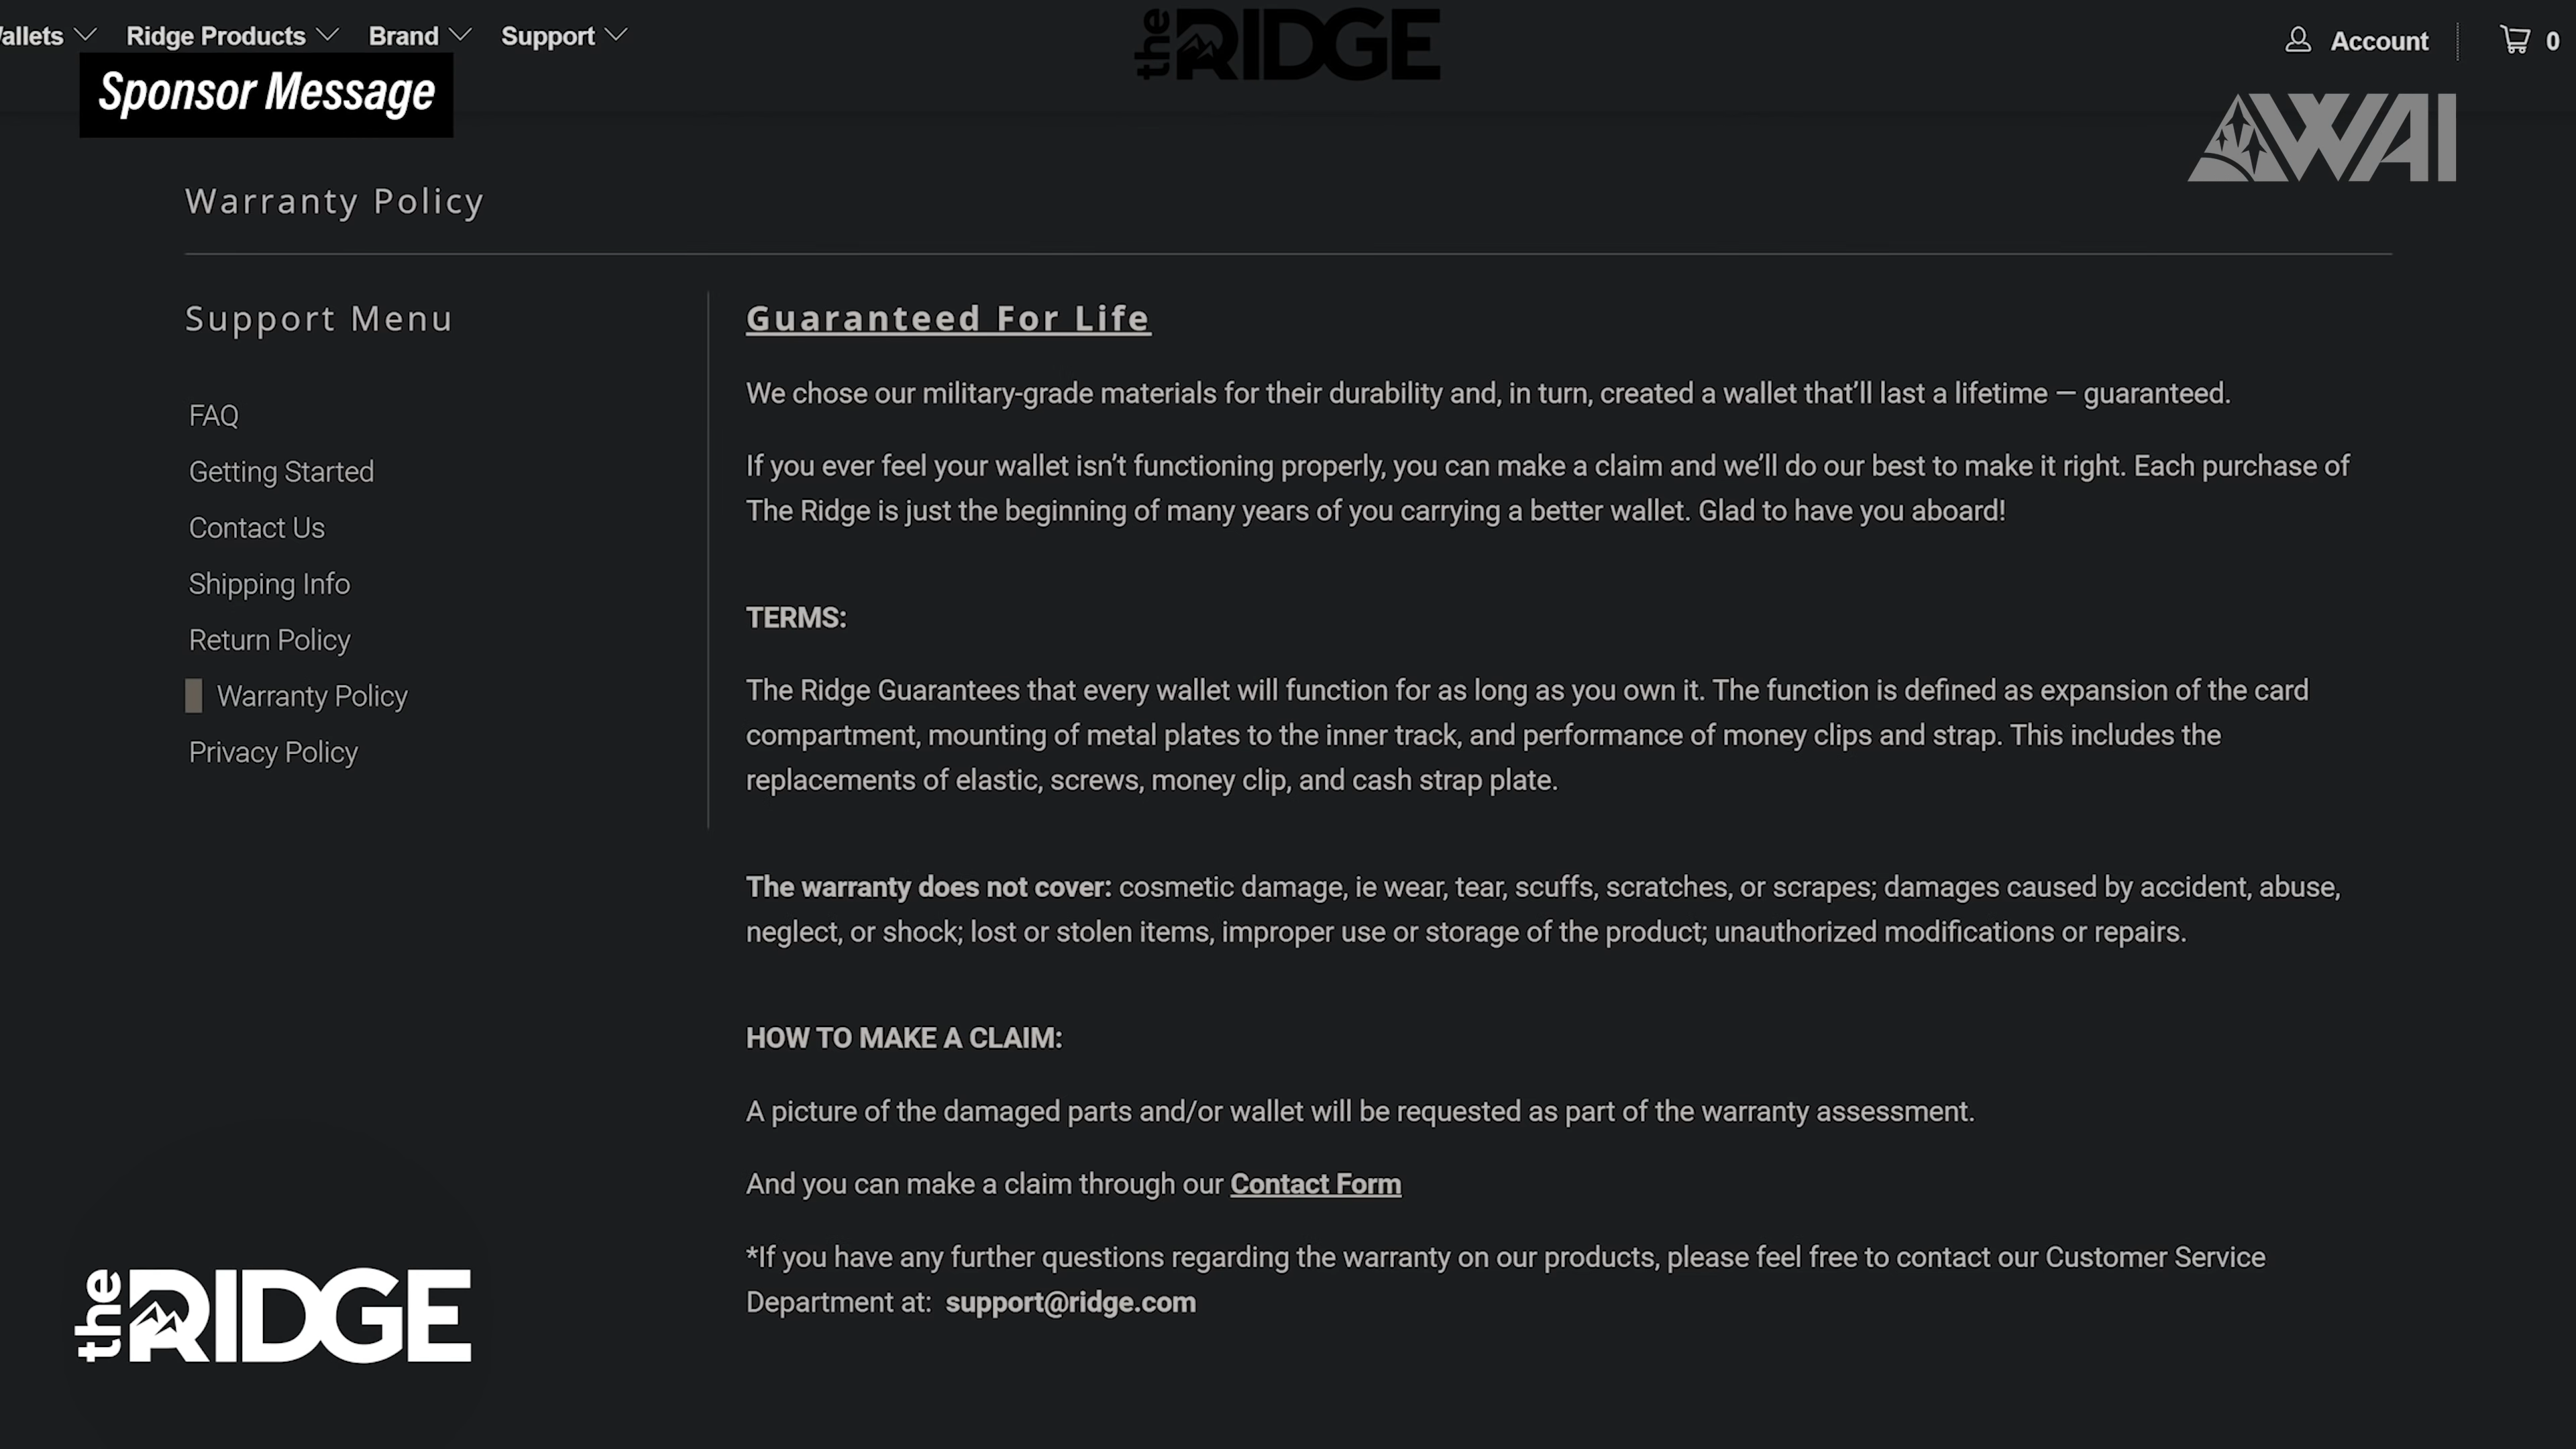 Ridge Products
Brand
Support
the RIDGE
Account
0
Sponsor Message
WAI
Warranty Policy
Support Menu
FAQ
Getting Started
Contact Us
Shipping Info
Return Policy
Warranty Policy
Privacy Policy
Guaranteed For Life
We chose our military-grade materials for their durability and, in turn, created a wallet that’ll last a lifetime — guaranteed.
If you ever feel your wallet isn’t functioning properly, you can make a claim and we’ll do our best to make it right. Each purchase of
The Ridge is just the beginning of many years of you carrying a better wallet. Glad to have you aboard!
TERMS:
The Ridge Guarantees that every wallet will function for as long as you own it. The function is defined as expansion of the card
compartment, mounting of metal plates to the inner track, and performance of money clips and strap. This includes the
replacements of elastic, screws, money clip, and cash strap plate.
The warranty does not cover: cosmetic damage, ie wear, tear, scuffs, scratches, or scrapes; damages caused by accident, abuse,
neglect, or shock; lost or stolen items, improper use or storage of the product; unauthorized modifications or repairs.
HOW TO MAKE A CLAIM:
A picture of the damaged parts and/or wallet will be requested as part of the warranty assessment.
And you can make a claim through our Contact Form
*If you have any further questions regarding the warranty on our products, please feel free to contact our Customer Service
Department at: support@ridge.com
the RIDGE